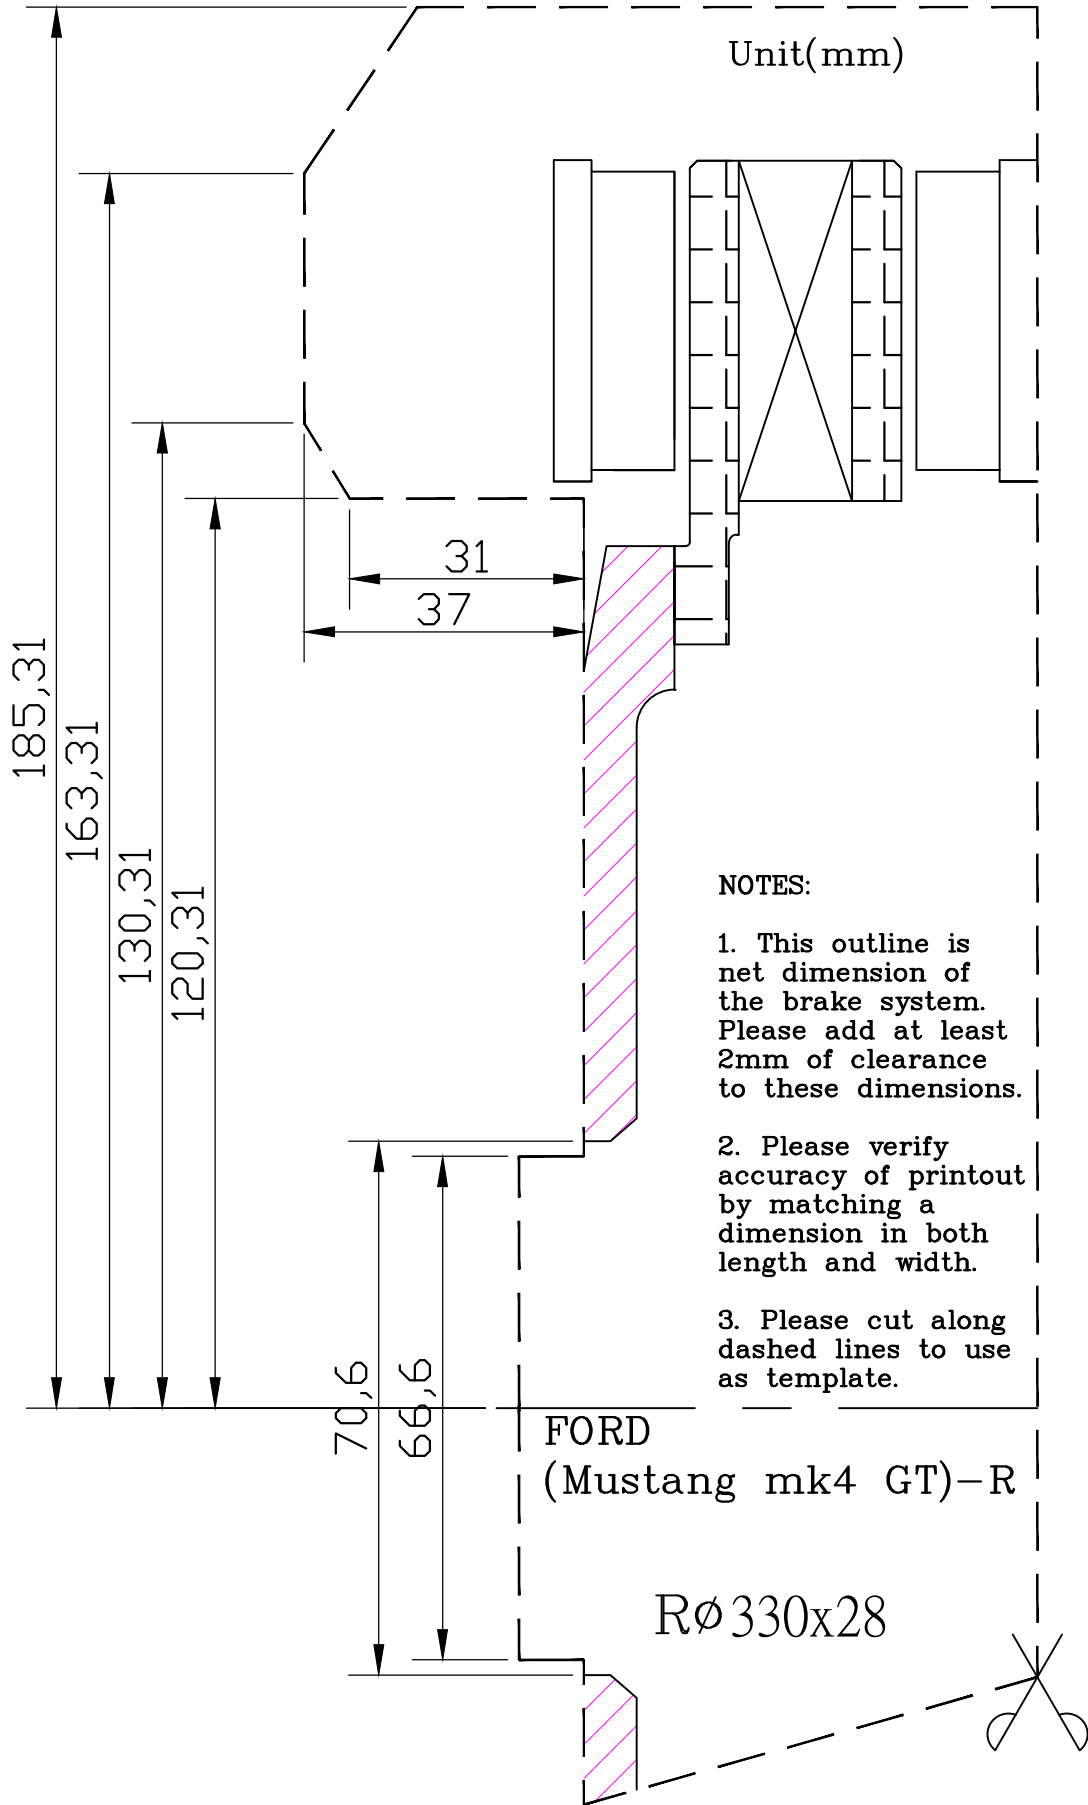 Unit(mm)
31
37
185,31
163,31
130,31
120,31
NOTES:
1. This outline is
net dimension of
the brake system.
Please add at least
2mm of clearance
to these dimensions.
2. Please verify
accuracy of printout
by matching a
dimension in both
length and width.
3. Please cut along
dashed lines to use
as template.
70,6
66,6
FORD
(Mustang mk4 GT)-R
RØ330x28